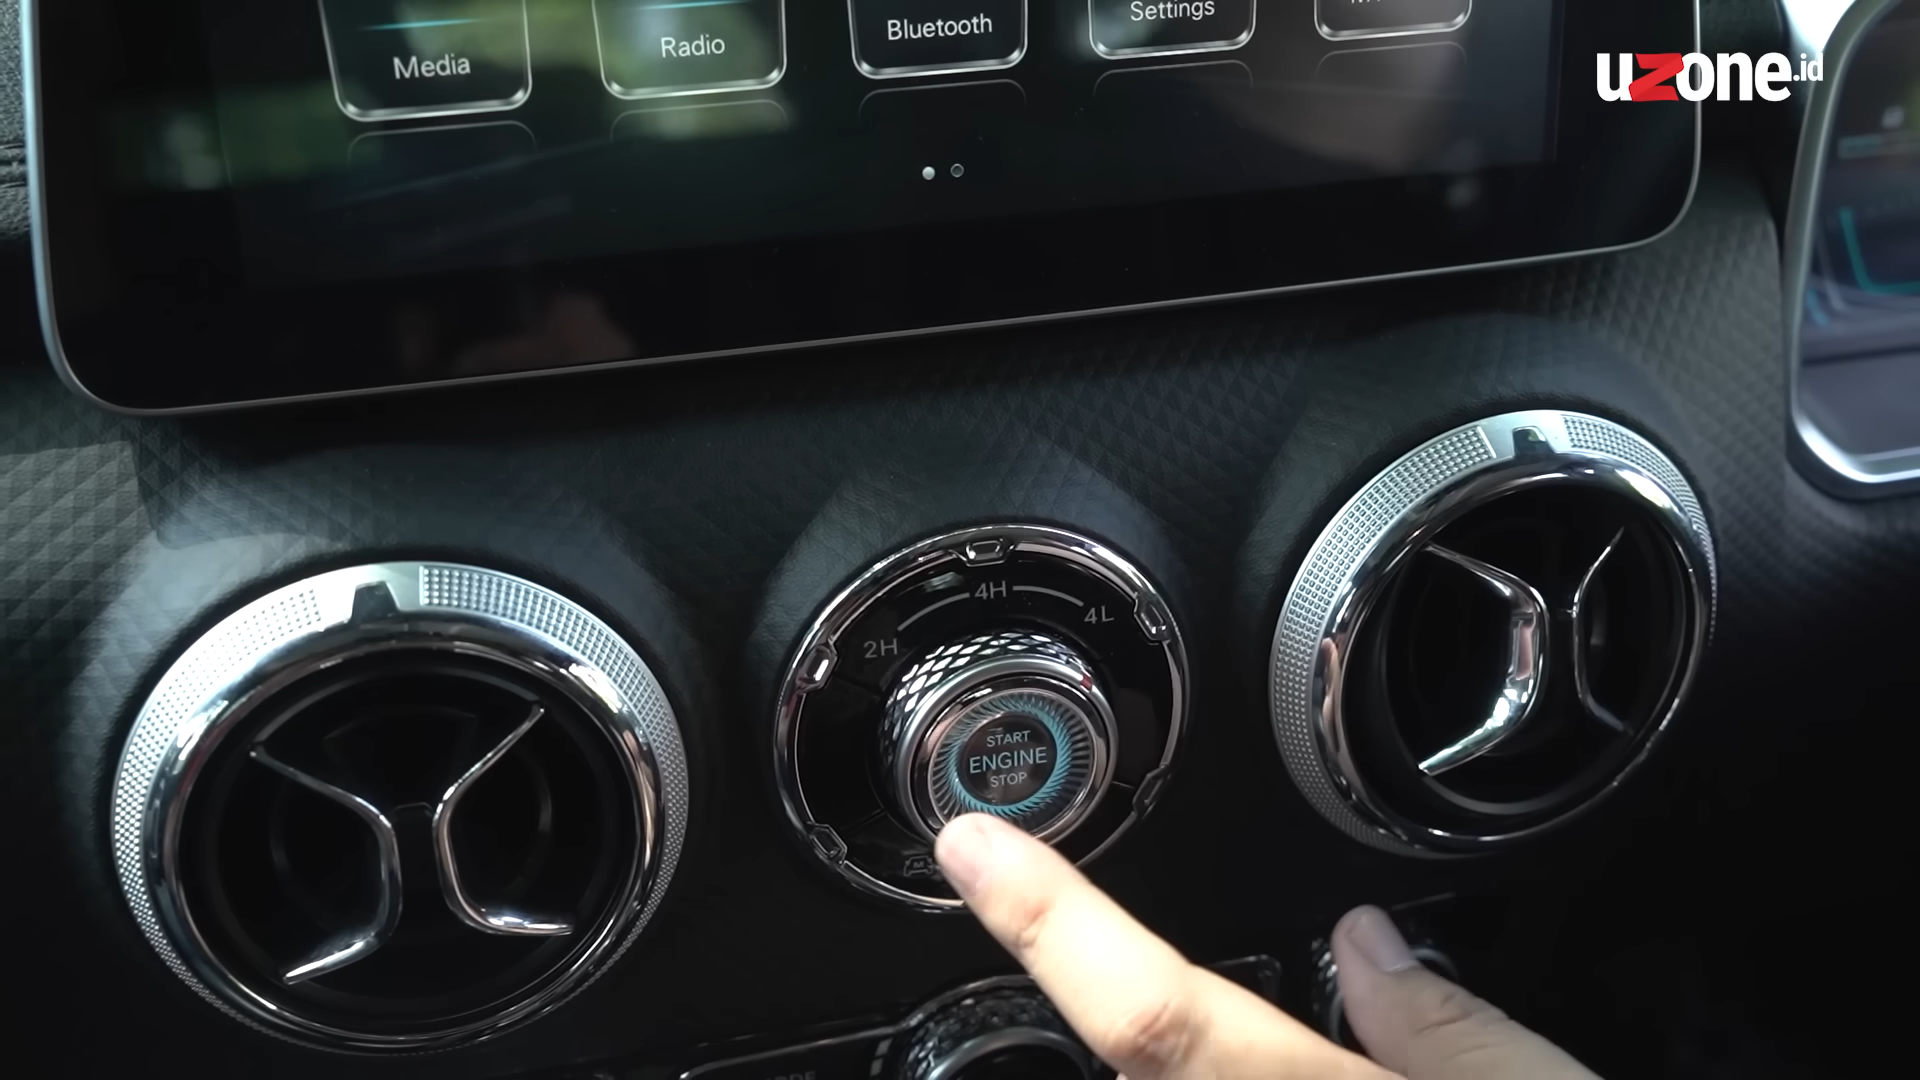 Media
Radio
Bluetooth
Settings
uzone.id
2H
4H
4L
START
ENGINE
STOP